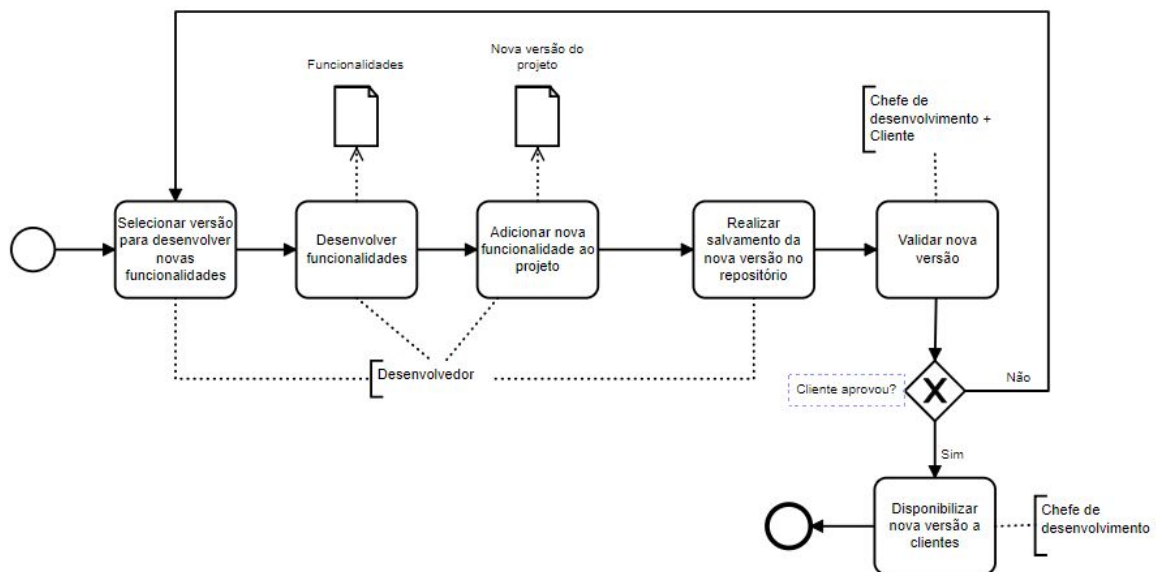 Funcionalidades
Nova versão do
projeto
Chefe de
desenvolvimento +
Cliente
Selecionar versão
para desenvolver
novas
funcionalidades
Desenvolver
funcionalidades
Adicionar nova
funcionalidade ao
projeto
Realizar
salvamento da
nova versão no
repositório
Validar nova
versão
Desenvolvedor
Cliente aprovou?
Não
Sim
Disponibilizar
nova versão a
clientes
Chefe de
desenvolvimento